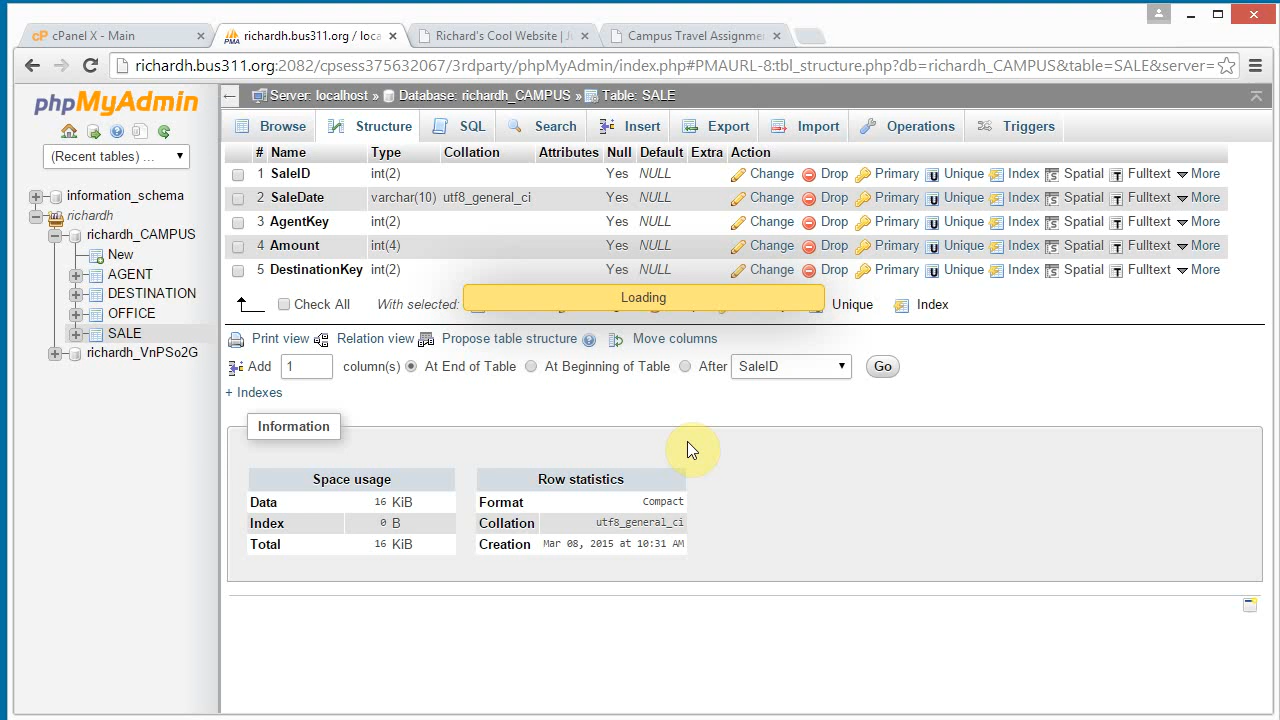 cP cPanel X - Main × PMA richardh.bus311.org / loca × Richard's Cool Website | J × Campus Travel Assignme ×
richardh.bus311.org:2082/cpsess375632067/3rdparty/phpMyAdmin/index.php#PMAURL-8:tbl_structure.php?db=richardh_CAMPUS&table=SALE&server=
phpMyAdmin
(Recent tables) ...
information_schema
richardh
richardh_CAMPUS
New
AGENT
DESTINATION
OFFICE
SALE
richardh_VnPSo2G
Server: localhost » Database: richardh_CAMPUS » Table: SALE
Browse Structure SQL Search Insert Export Import Operations Triggers
# Name Type Collation Attributes Null Default Extra Action
1 SaleID int(2) Yes NULL Change Drop Primary Unique Index Spatial Fulltext More
2 SaleDate varchar(10) utf8_general_ci Yes NULL Change Drop Primary Unique Index Spatial Fulltext More
3 AgentKey int(2) Yes NULL Change Drop Primary Unique Index Spatial Fulltext More
4 Amount int(4) Yes NULL Change Drop Primary Unique Index Spatial Fulltext More
5 DestinationKey int(2) Yes NULL Change Drop Primary Unique Index Spatial Fulltext More
Loading
Check All With selected: Unique Index
Print view Relation view Propose table structure Move columns
Add 1 column(s) At End of Table At Beginning of Table After SaleID Go
+ Indexes
Information
Space usage
Data 16 KiB
Index 0 B
Total 16 KiB
Row statistics
Format Compact
Collation utf8_general_ci
Creation Mar 08, 2015 at 10:31 AM